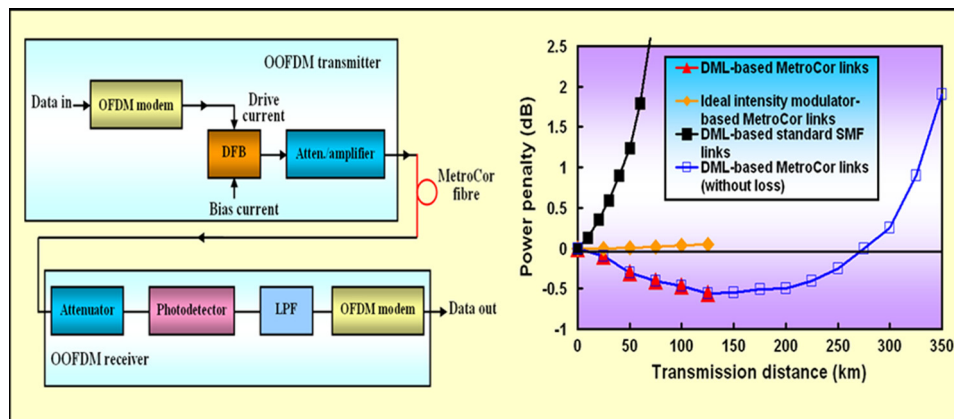 OOFDM transmitter
Data in
OFDM modem
Drive
current
DFB
Atten./amplifier
Bias current
MetroCor
fibre
Attenuator
Photodetector
LPF
OFDM modem
Data out
OOFDM receiver
Power penalty (dB)
2.5
2
1.5
1
0.5
0
-0.5
-1
DML-based MetroCor links
Ideal intensity modulator-
based MetroCor links
DML-based standard SMF
links
DML-based MetroCor links
(without loss)
0 50 100 150 200 250 300 350
Transmission distance (km)